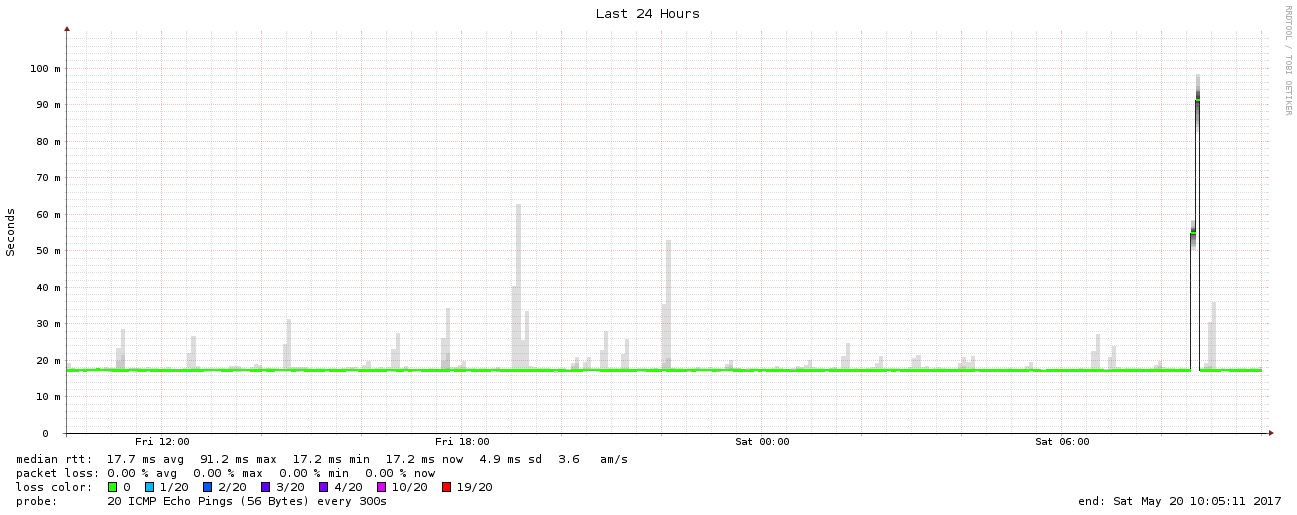 Last 24 Hours
RRDTOOL / TOBI OETIKER
Seconds
100 m
90 m
80 m
70 m
60 m
50 m
40 m
30 m
20 m
10 m
0
Fri 12:00 Fri 18:00 Sat 00:00 Sat 06:00
median rtt: 17.7 ms avg 91.2 ms max 17.2 ms min 17.2 ms now 4.9 ms sd 3.6 am/s
packet loss: 0.00 % avg 0.00 % max 0.00 % min 0.00 % now
loss color: 0 1/20 2/20 3/20 4/20 10/20 19/20
probe: 20 ICMP Echo Pings (56 Bytes) every 300s end: Sat May 20 10:05:11 2017